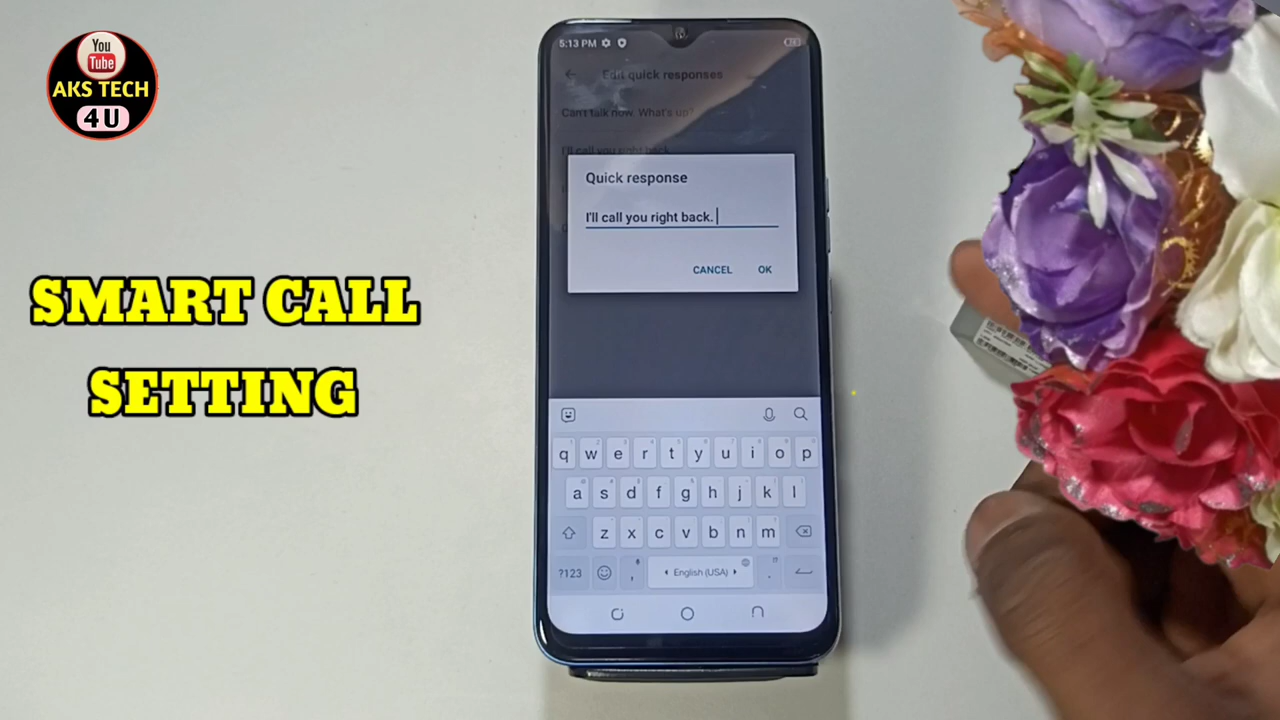 You
Tube
AKS TECH
4U
SMART CALL
SETTING
5:13 PM
Edit quick responses
Can't talk now. What's up?
I'll call you right back.
Quick response
I'll call you right back.
CANCEL
OK
q w e r t y u i o p
a s d f g h j k l
z x c v b n m
?123 , English (USA) .